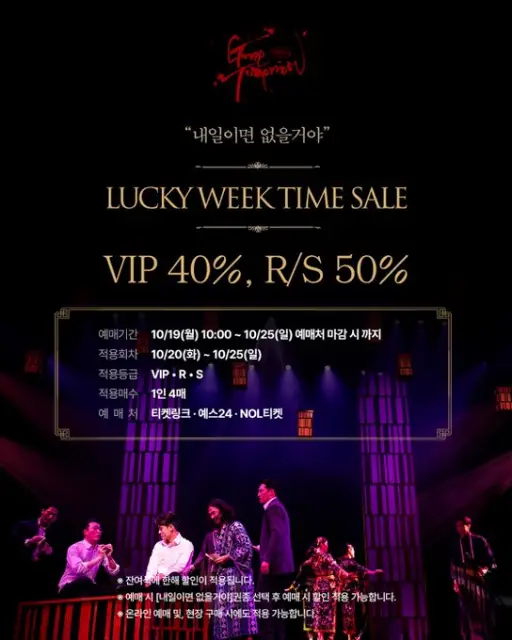 Gone Tomorrow
“내일이면 없을거야”
LUCKY WEEK TIME SALE
VIP 40%, R/S 50%
예매기간 10/19(월) 10:00 ~ 10/25(일) 예매처 마감 시 까지
적용회차 10/20(화) ~ 10/25(일)
적용등급 VIP • R • S
적용매수 1인 4매
예 매 처 티켓링크 · 예스24 · NOL티켓
※ 잔여석에 한해 할인이 적용됩니다.
※ 예매 시 [내일이면 없을거야]권종 선택 후 예매 시 할인 적용 가능합니다.
※ 온라인 예매 및, 현장 구매 시에도 적용 가능합니다.